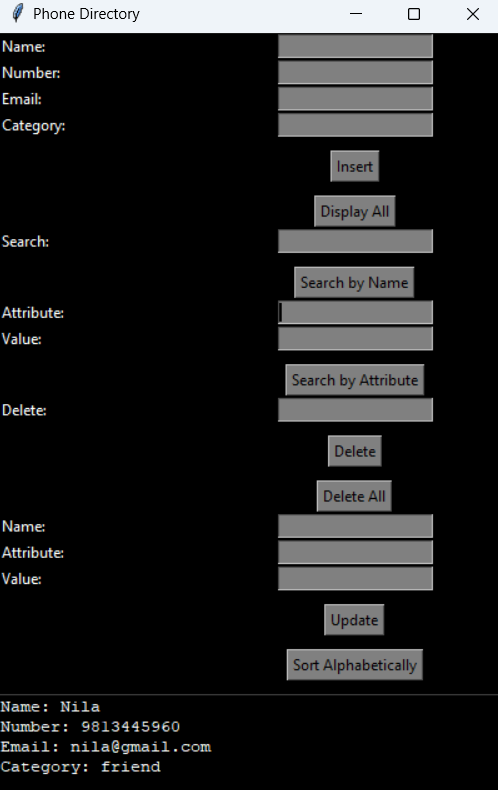 Phone Directory
Name:
Number:
Email:
Category:
Insert
Display All
Search:
Search by Name
Attribute:
Value:
Search by Attribute
Delete:
Delete
Delete All
Name:
Attribute:
Value:
Update
Sort Alphabetically
Name: Nila
Number: 9813445960
Email: nila@gmail.com
Category: friend